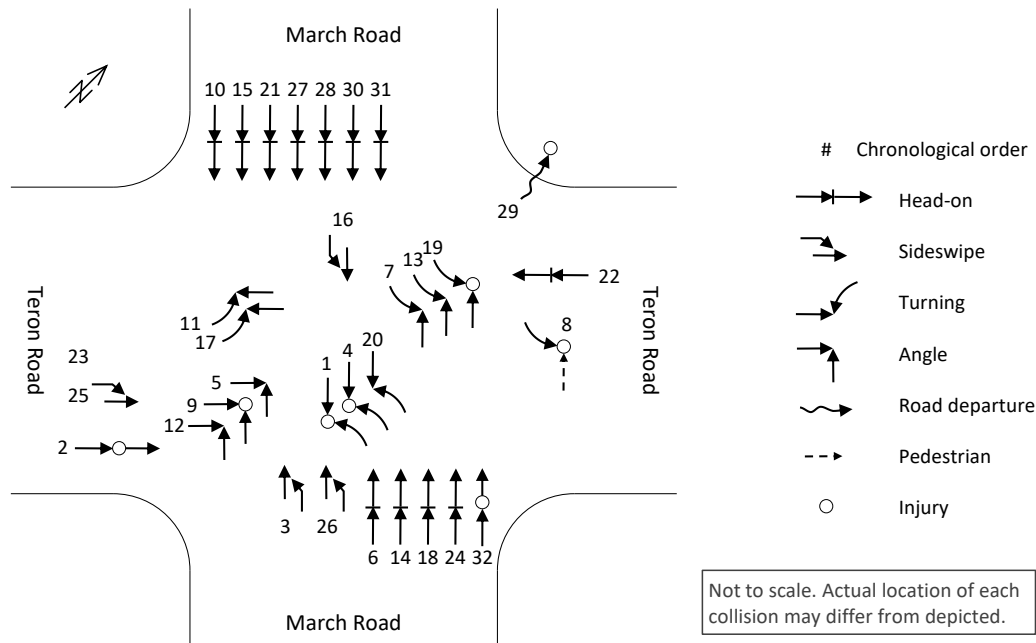 March Road
10 15 21 27 28 30 31
# Chronological order
29
Head-on
16
19
13
7
Sideswipe
22
Teron Road
Teron Road
11
17
Turning
8
20
4
1
23
5
25
9
12
Angle
2
Road departure
Pedestrian
3 26 6 14 18 24 32
Injury
Not to scale. Actual location of each
collision may differ from depicted.
March Road